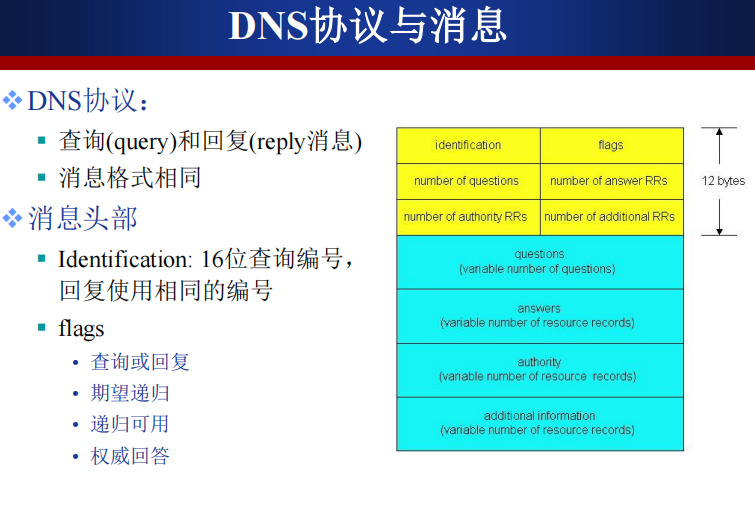 DNS协议与消息
DNS协议：
查询(query)和回复(reply消息)
消息格式相同
消息头部
Identification: 16位查询编号，
回复使用相同的编号
flags
查询或回复
期望递归
递归可用
权威回答
identification
flags
number of questions
number of answer RRs
number of authority RRs
number of additional RRs
12 bytes
questions
(variable number of questions)
answers
(variable number of resource records)
authority
(variable number of resource records)
additional information
(variable number of resource records)